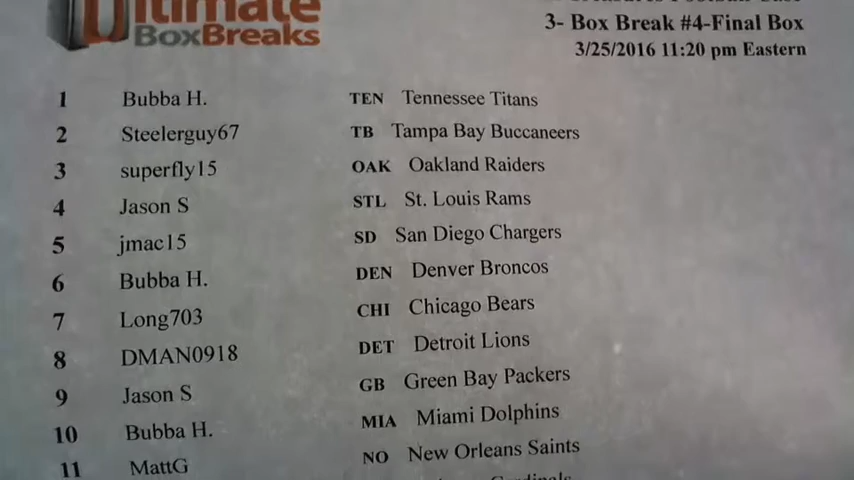 Ultimate
BoxBreaks
3- Box Break #4-Final Box
3/25/2016 11:20 pm Eastern
1 Bubba H. TEN Tennessee Titans
2 Steelerguy67 TB Tampa Bay Buccaneers
3 superfly15 OAK Oakland Raiders
4 Jason S STL St. Louis Rams
5 jmac15 SD San Diego Chargers
6 Bubba H. DEN Denver Broncos
7 Long703 CHI Chicago Bears
8 DMAN0918 DET Detroit Lions
9 Jason S GB Green Bay Packers
10 Bubba H. MIA Miami Dolphins
11 MattG NO New Orleans Saints
Cardinals